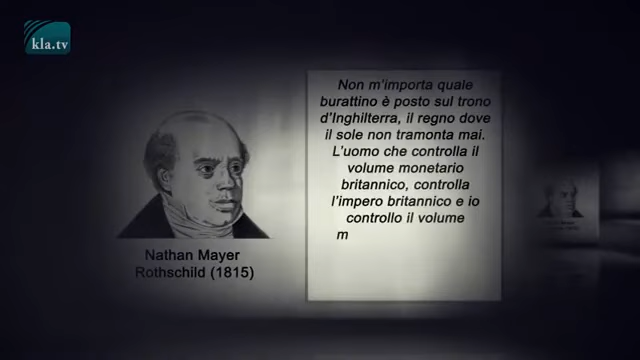 kla.tv
Non m'importa quale
burattino è posto sul trono
d'Inghilterra, il regno dove
il sole non tramonta mai.
L'uomo che controlla il
volume monetario
britannico, controlla
l'impero britannico e io
controllo il volume
m
Nathan Mayer
Rothschild (1815)